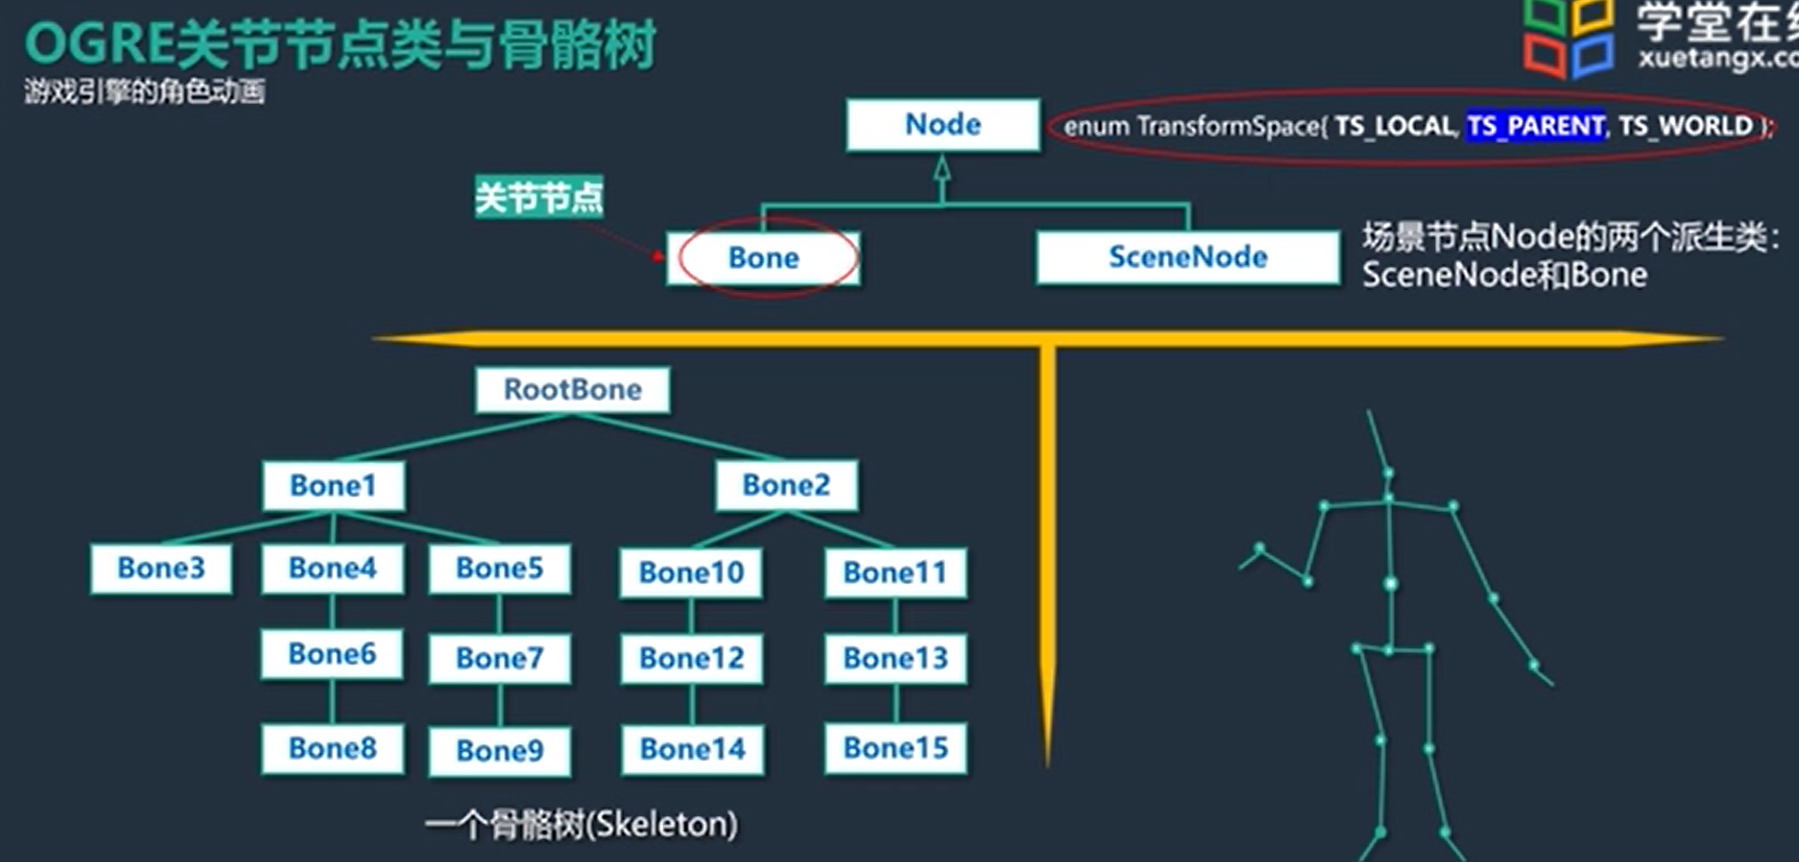 OGRE关节节点类与骨骼树
游戏引擎的角色动画
学堂在
xuetangx.co
Node
enum TransformSpace{ TS_LOCAL, TS_PARENT, TS_WORLD };
关节节点
Bone
SceneNode
场景节点Node的两个派生类:
SceneNode和Bone
RootBone
Bone1
Bone2
Bone3
Bone4
Bone5
Bone10
Bone11
Bone6
Bone7
Bone12
Bone13
Bone8
Bone9
Bone14
Bone15
一个骨骼树(Skeleton)